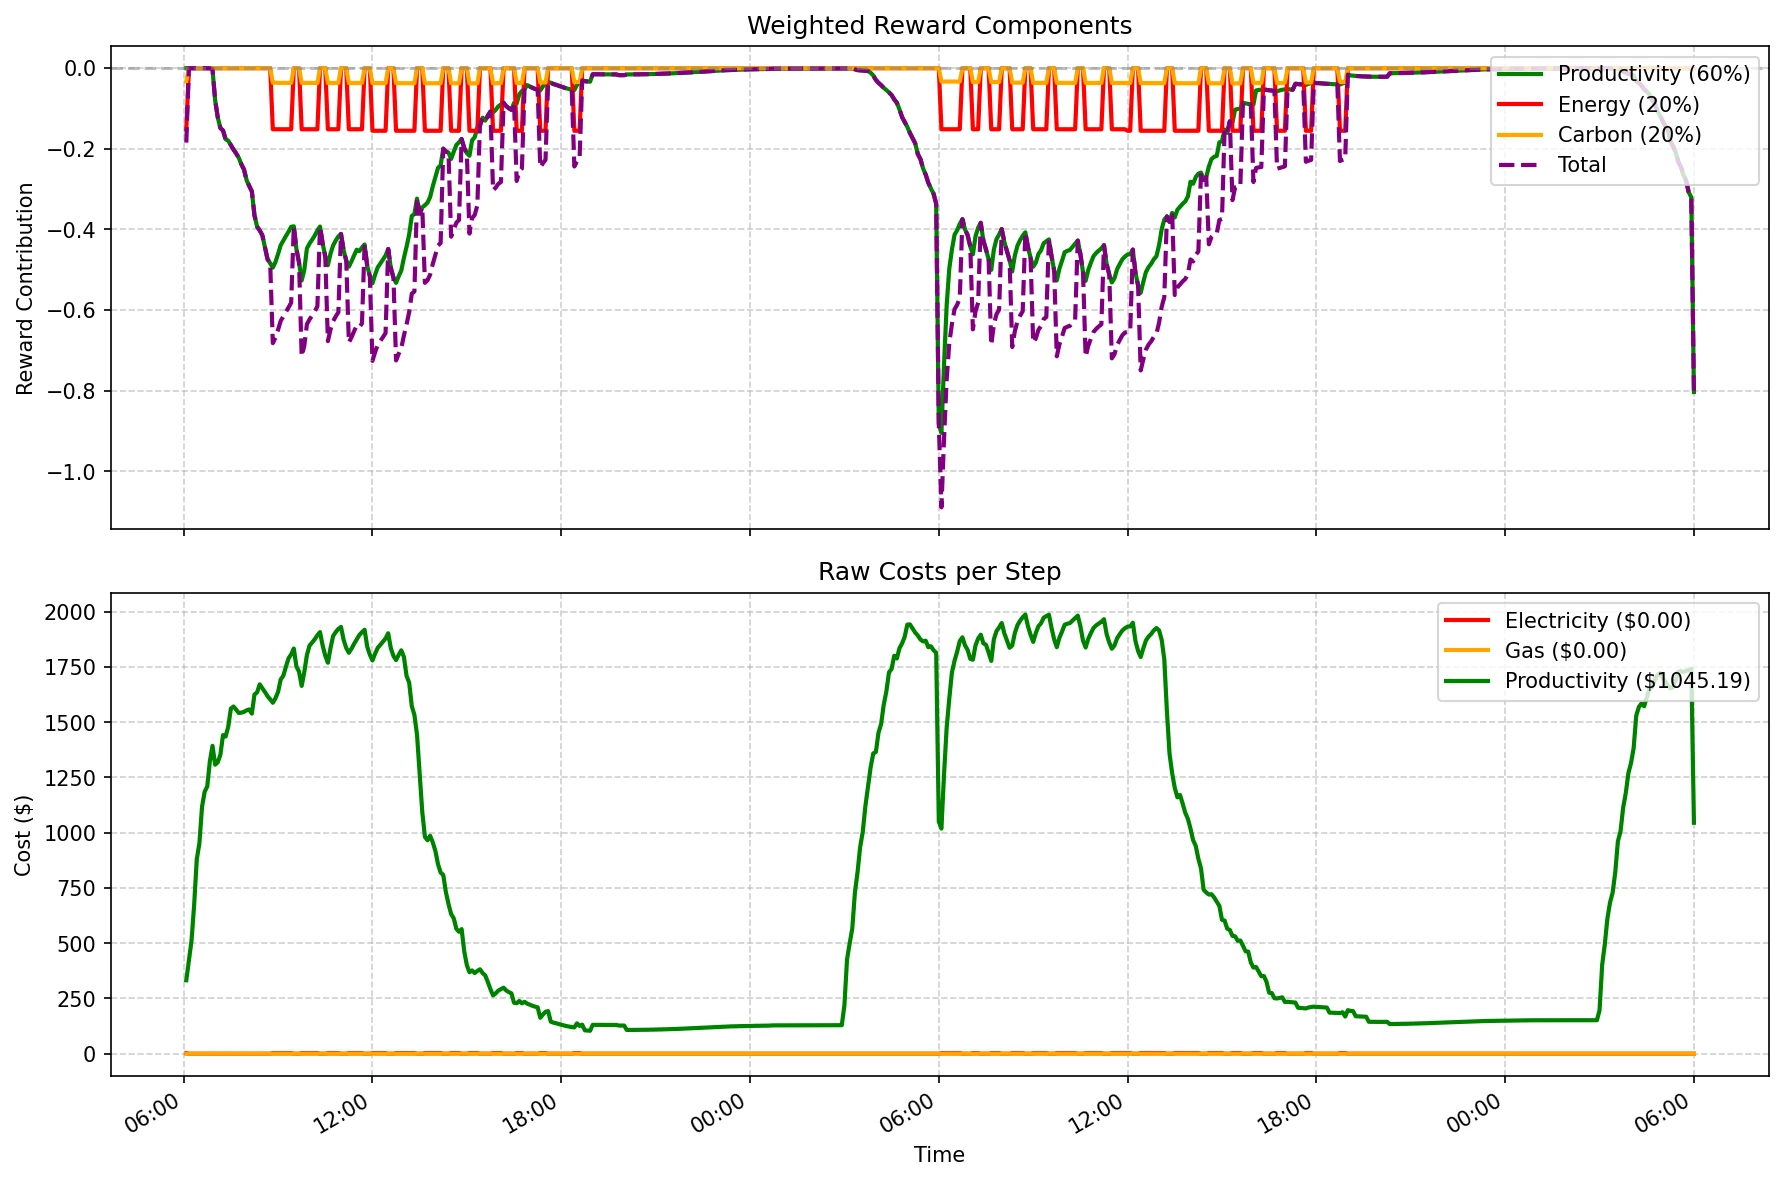 Weighted Reward Components
0.0
−0.2
−0.4
−0.6
−0.8
−1.0
Reward Contribution
Productivity (60%)
Energy (20%)
Carbon (20%)
Total
Raw Costs per Step
2000
1750
1500
1250
1000
750
500
250
0
Cost ($)
Electricity ($0.00)
Gas ($0.00)
Productivity ($1045.19)
06:00
12:00
18:00
00:00
06:00
12:00
18:00
00:00
06:00
Time